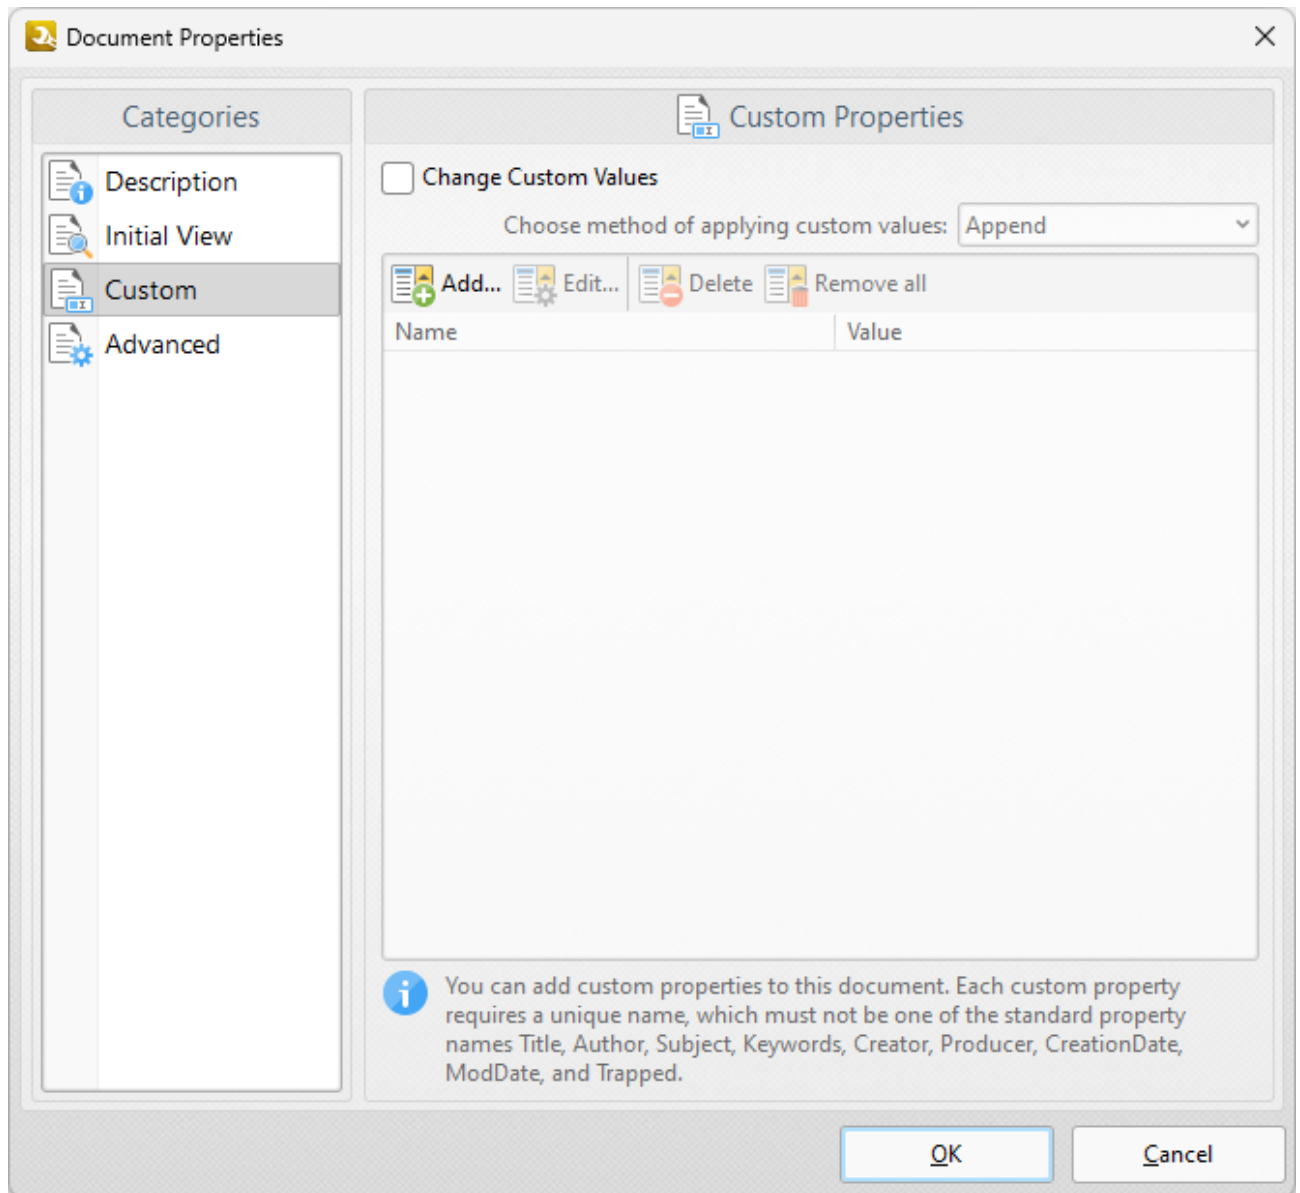 Document Properties
Categories
Custom Properties
Description
Initial View
Custom
Advanced
Change Custom Values
Choose method of applying custom values: Append
Add... Edit... Delete Remove all
Name Value
You can add custom properties to this document. Each custom property
requires a unique name, which must not be one of the standard property
names Title, Author, Subject, Keywords, Creator, Producer, CreationDate,
ModDate, and Trapped.
OK Cancel